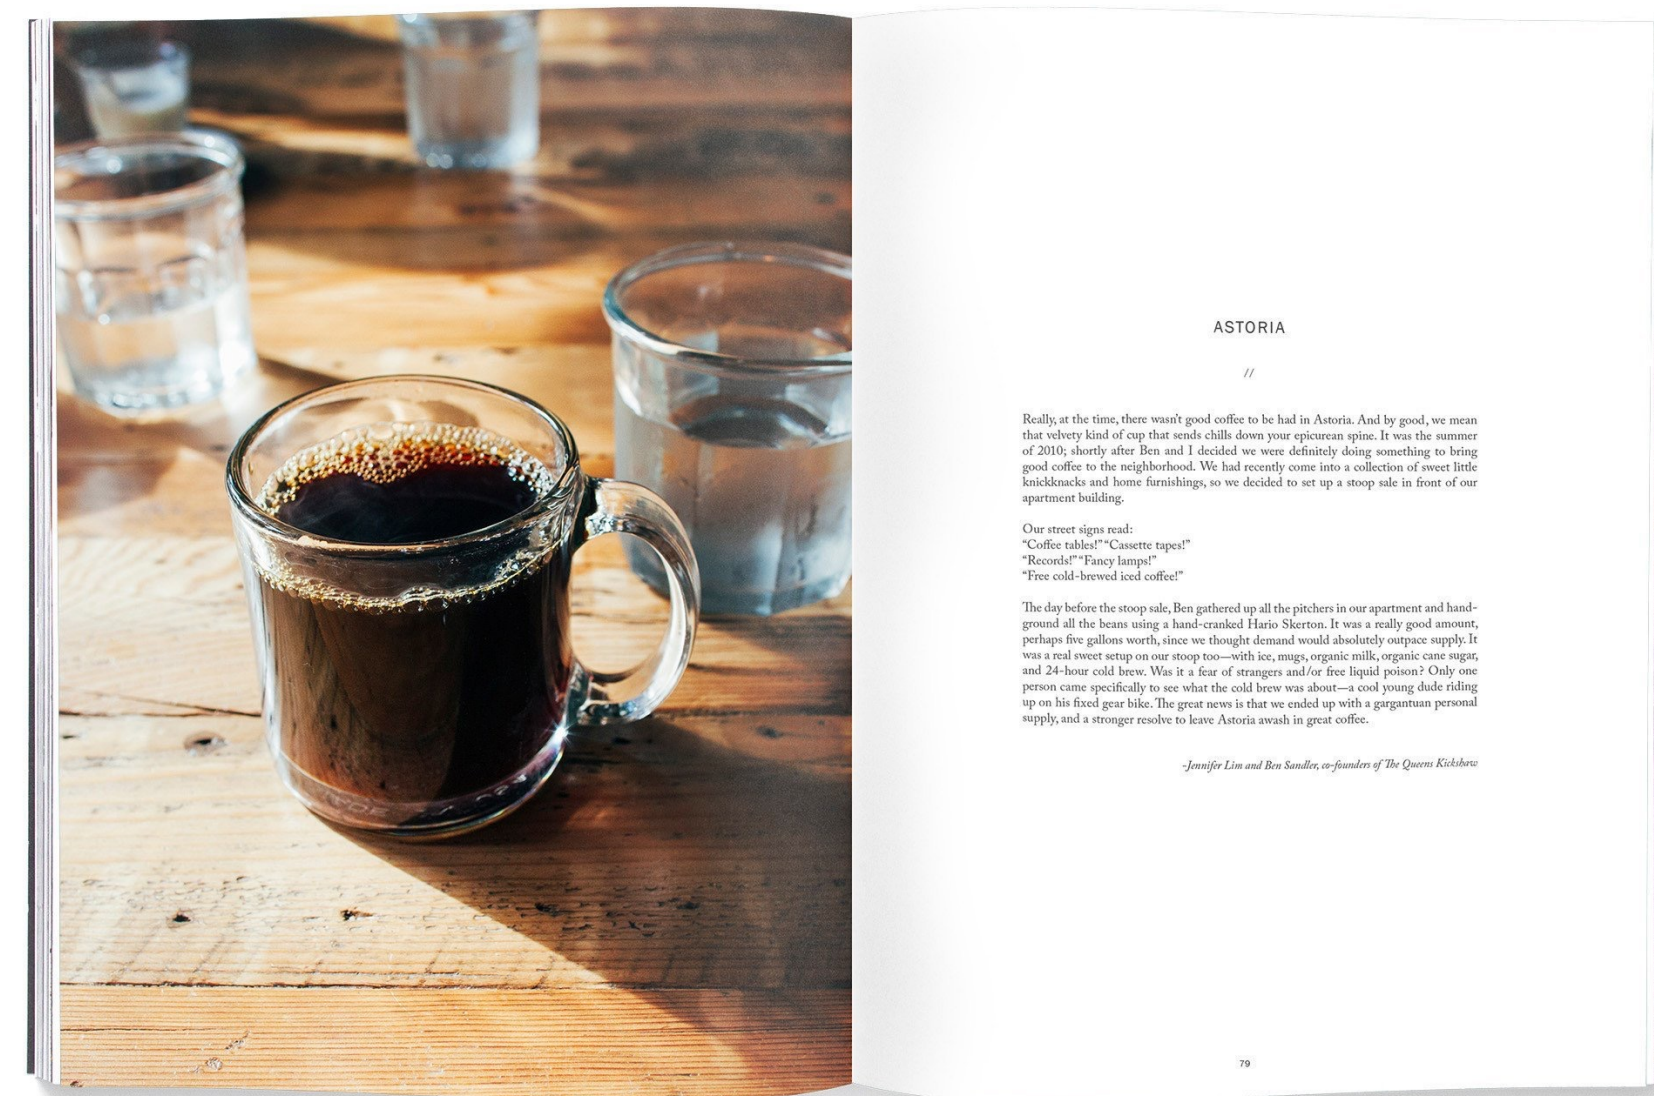 ASTORIA
//
Really, at the time, there wasn't good coffee to be had in Astoria. And by good, we mean
that velvety kind of cup that sends chills down your epicurean spine. It was the summer
of 2010; shortly after Ben and I decided we were definitely doing something to bring
good coffee to the neighborhood. We had recently come into a collection of sweet little
knickknacks and home furnishings, so we decided to set up a stoop sale in front of our
apartment building.
Our street signs read:
“Coffee tables!” “Cassette tapes!”
“Records!” “Fancy lamps!”
“Free cold-brewed iced coffee!”
The day before the stoop sale, Ben gathered up all the pitchers in our apartment and hand-
ground all the beans using a hand-cranked Hario Skerton. It was a really good amount,
perhaps five gallons worth, since we thought demand would absolutely outpace supply. It
was a real sweet setup on our stoop too—with ice, mugs, organic milk, organic cane sugar,
and 24-hour cold brew. Was it a fear of strangers and/or free liquid poison? Only one
person came specifically to see what the cold brew was about—a cool young dude riding
up on his fixed gear bike. The great news is that we ended up with a gargantuan personal
supply, and a stronger resolve to leave Astoria awash in great coffee.
-Jennifer Lim and Ben Sandler, co-founders of The Queens Kickshaw
79